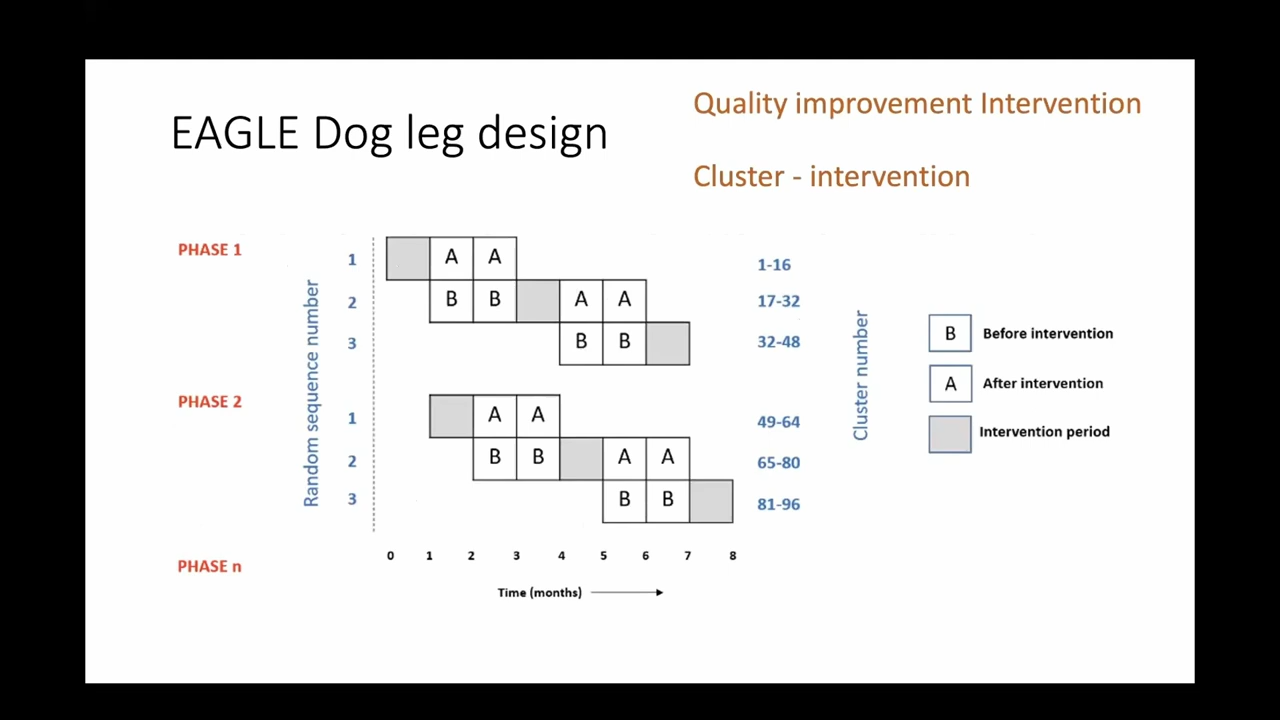 EAGLE Dog leg design
Quality improvement Intervention
Cluster - intervention
PHASE 1
Random sequence number
1 A A 1-16
2 B B A A 17-32
3 B B 32-48
PHASE 2
1 A A 49-64
2 B B A A 65-80
3 B B 81-96
Cluster number
B Before intervention
A After intervention
Intervention period
0 1 2 3 4 5 6 7 8
PHASE n
Time (months)